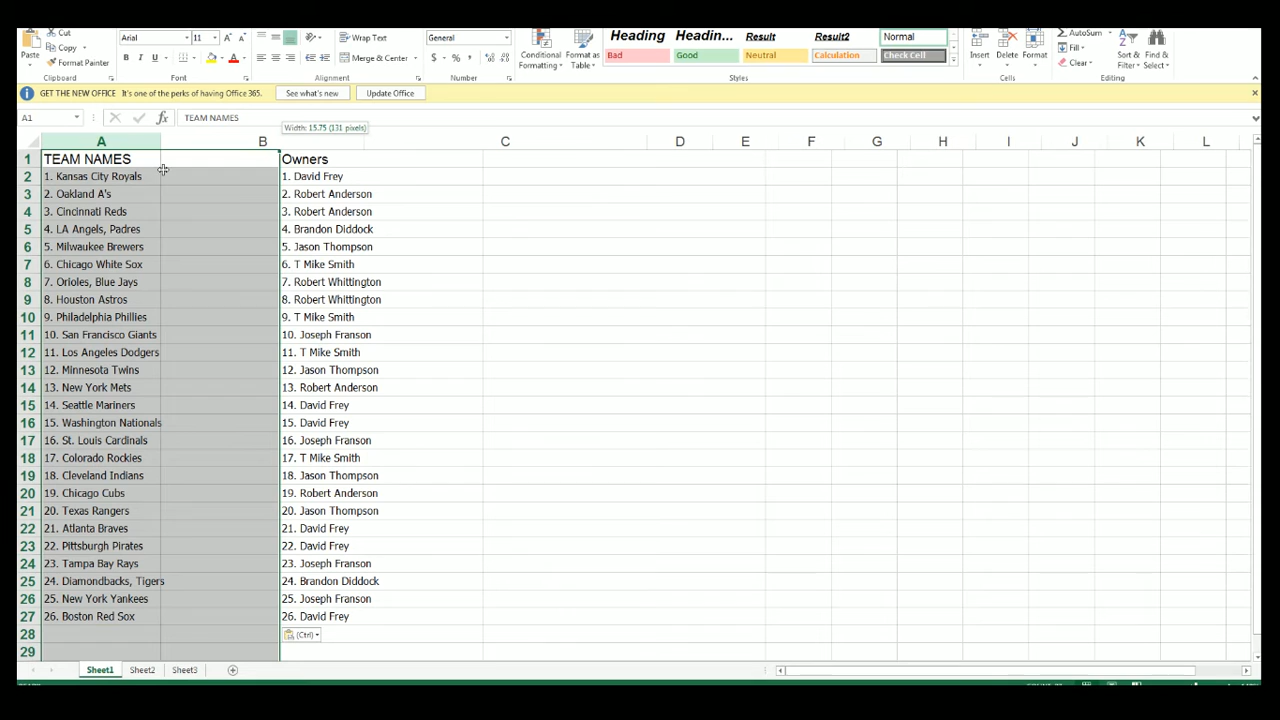 Cut
Copy
Format Painter
Paste
Clipboard
Arial 11
B I U
Font
Wrap Text
Merge & Center
Alignment
General
$ % ,
Number
Conditional Formatting
Format as Table
Heading Headin... Result Result2 Normal
Bad Good Neutral Calculation Check Cell
Styles
Insert Delete Format
Cells
AutoSum
Fill
Clear
Sort & Filter
Find & Select
Editing
GET THE NEW OFFICE It's one of the perks of having Office 365. See what's new Update Office
A1 fx TEAM NAMES
Width: 15.75 (131 pixels)
A B C D E F G H I J K L
1 TEAM NAMES Owners
2 1. Kansas City Royals 1. David Frey
3 2. Oakland A's 2. Robert Anderson
4 3. Cincinnati Reds 3. Robert Anderson
5 4. LA Angels, Padres 4. Brandon Diddock
6 5. Milwaukee Brewers 5. Jason Thompson
7 6. Chicago White Sox 6. T Mike Smith
8 7. Orioles, Blue Jays 7. Robert Whittington
9 8. Houston Astros 8. Robert Whittington
10 9. Philadelphia Phillies 9. T Mike Smith
11 10. San Francisco Giants 10. Joseph Franson
12 11. Los Angeles Dodgers 11. T Mike Smith
13 12. Minnesota Twins 12. Jason Thompson
14 13. New York Mets 13. Robert Anderson
15 14. Seattle Mariners 14. David Frey
16 15. Washington Nationals 15. David Frey
17 16. St. Louis Cardinals 16. Joseph Franson
18 17. Colorado Rockies 17. T Mike Smith
19 18. Cleveland Indians 18. Jason Thompson
20 19. Chicago Cubs 19. Robert Anderson
21 20. Texas Rangers 20. Jason Thompson
22 21. Atlanta Braves 21. David Frey
23 22. Pittsburgh Pirates 22. David Frey
24 23. Tampa Bay Rays 23. Joseph Franson
25 24. Diamondbacks, Tigers 24. Brandon Diddock
26 25. New York Yankees 25. Joseph Franson
27 26. Boston Red Sox 26. David Frey
28 (Ctrl)
29
Sheet1 Sheet2 Sheet3